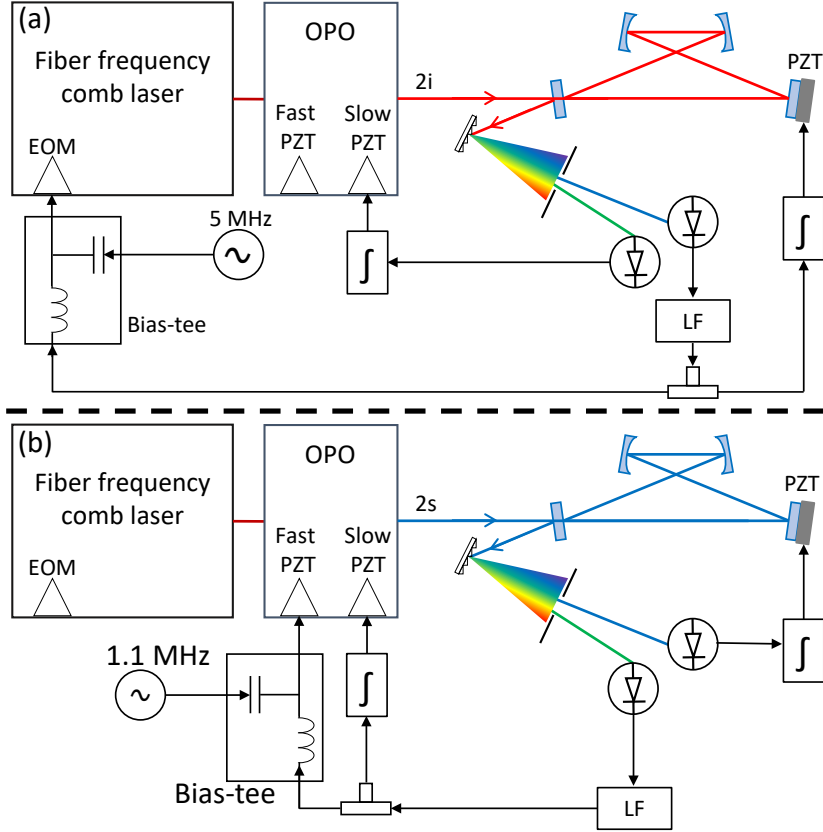 (a)
Fiber frequency
comb laser
EOM
OPO
Fast
PZT
Slow
PZT
2i
PZT
5 MHz
~
∫
∫
Bias-tee
LF
(b)
Fiber frequency
comb laser
EOM
OPO
Fast
PZT
Slow
PZT
2s
PZT
1.1 MHz
~
∫
∫
Bias-tee
LF